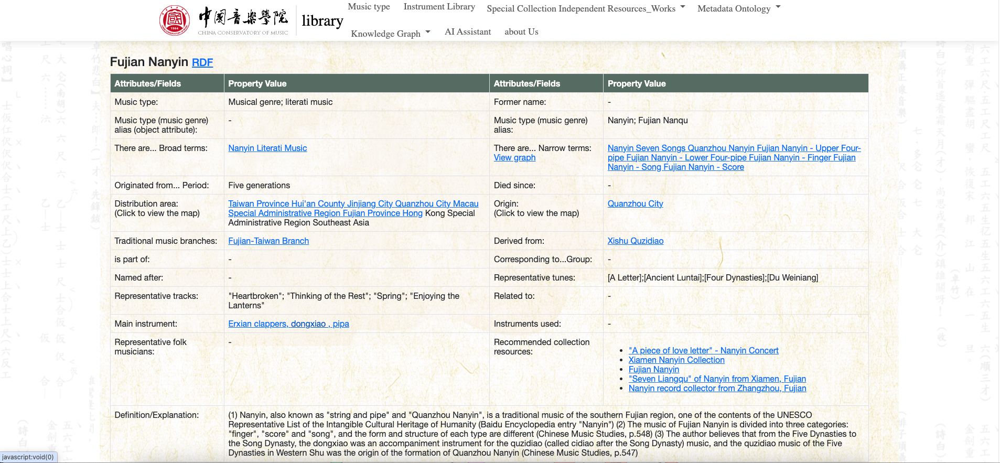 中國音樂學院
CHINA CONSERVATORY OF MUSIC
1964
library
Music type
Instrument Library
Special Collection Independent Resources_Works
Metadata Ontology
Knowledge Graph
AI Assistant
about Us
Fujian Nanyin RDF
Attributes/Fields
Property Value
Attributes/Fields
Property Value
Music type:
Musical genre; literati music
Former name:
-
Music type (music genre)
alias (object attribute):
-
Music type (music genre)
alias:
Nanyin; Fujian Nanqu
There are... Broad terms:
Nanyin Literati Music
There are... Narrow terms:
View graph
Nanyin Seven Songs Quanzhou Nanyin Fujian Nanyin - Upper Four-
pipe Fujian Nanyin - Lower Four-pipe Fujian Nanyin - Finger Fujian
Nanyin - Song Fujian Nanyin - Score
Originated from... Period:
Five generations
Died since:
-
Distribution area:
(Click to view the map)
Taiwan Province Hui'an County Jinjiang City Quanzhou City Macau
Special Administrative Region Fujian Province Hong Kong Special
Administrative Region Southeast Asia
Origin:
(Click to view the map)
Quanzhou City
Traditional music branches:
Fujian-Taiwan Branch
Derived from:
Xishu Quzidiao
is part of:
-
Corresponding to...Group:
-
Named after:
-
Representative tunes:
[A Letter];[Ancient Luntai];[Four Dynasties];[Du Weiniang]
Representative tracks:
"Heartbroken"; "Thinking of the Rest"; "Spring"; "Enjoying the
Lanterns"
Related to:
-
Main instrument:
Erxian clappers, dongxiao , pipa
Instruments used:
-
Representative folk
musicians:
-
Recommended collection
resources:
"A piece of love letter" - Nanyin Concert
Xiamen Nanyin Collection
Fujian Nanyin
"Seven Liangqu" of Nanyin from Xiamen, Fujian
Nanyin record collector from Zhangzhou, Fujian
Definition/Explanation:
(1) Nanyin, also known as "string and pipe" and "Quanzhou Nanyin", is a traditional music of the southern Fujian region, one of the contents of the UNESCO
Representative List of the Intangible Cultural Heritage of Humanity (Baidu Encyclopedia entry "Nanyin") (2) The music of Fujian Nanyin is divided into three categories:
"finger", "score" and "song", and the form and structure of each type are different (Chinese Music Studies, p.548) (3) The author believes that from the Five Dynasties to
the Song Dynasty, the dongxiao was an accompaniment instrument for the quzidiao (called cidiao after the Song Dynasty) music, and the quzidiao music of the Five
Dynasties in Western Shu was the origin of the formation of Quanzhou Nanyin (Chinese Music Studies, p.547)
javascript:void(0)